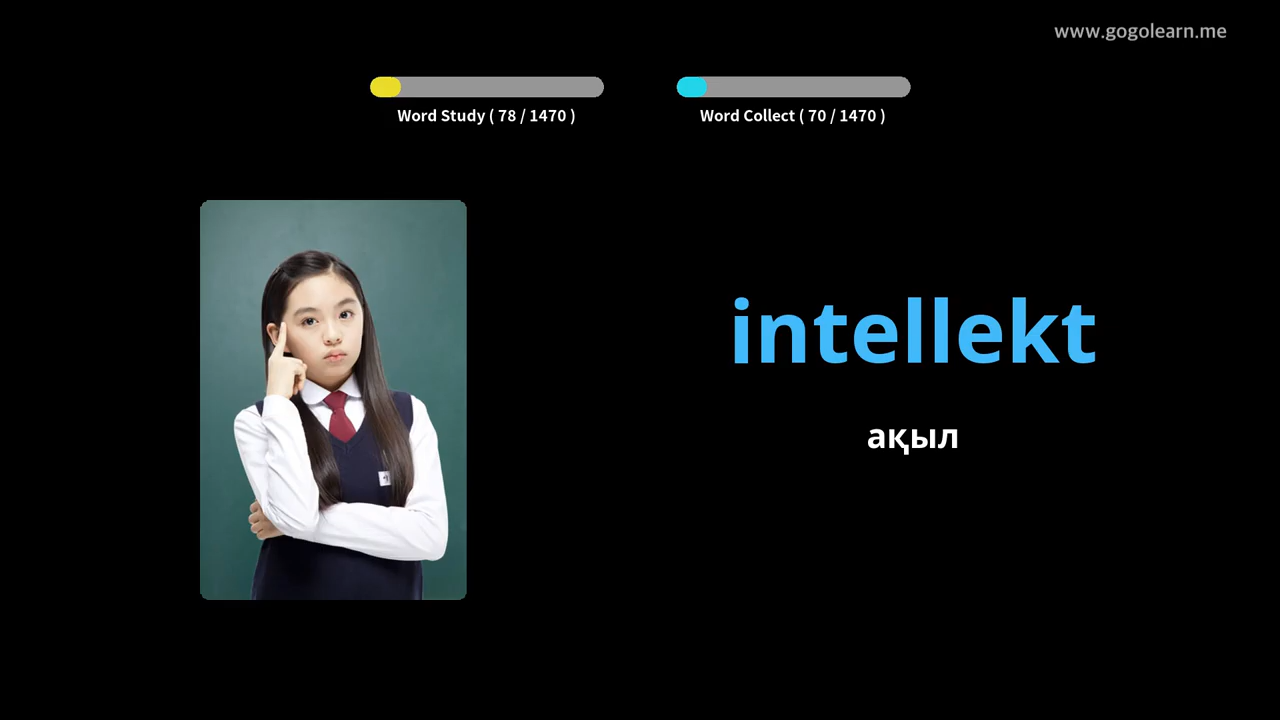 www.gogolearn.me
Word Study ( 78 / 1470 )
Word Collect ( 70 / 1470 )
intellekt
ақыл